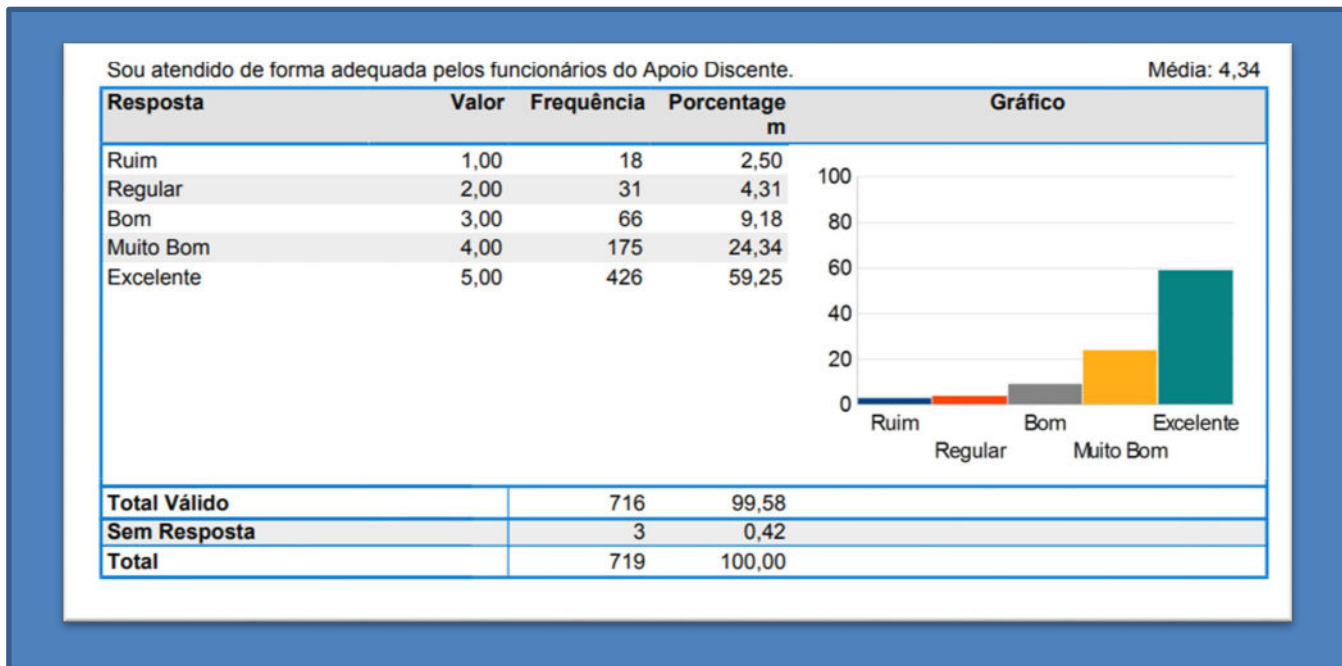 Sou atendido de forma adequada pelos funcionários do Apoio Discente. Média: 4,34
Resposta Valor Frequência Porcentage
m Gráfico
Ruim 1,00 18 2,50
Regular 2,00 31 4,31
Bom 3,00 66 9,18
Muito Bom 4,00 175 24,34
Excelente 5,00 426 59,25
100
80
60
40
20
0
Ruim Bom Excelente
Regular Muito Bom
Total Válido 716 99,58
Sem Resposta 3 0,42
Total 719 100,00